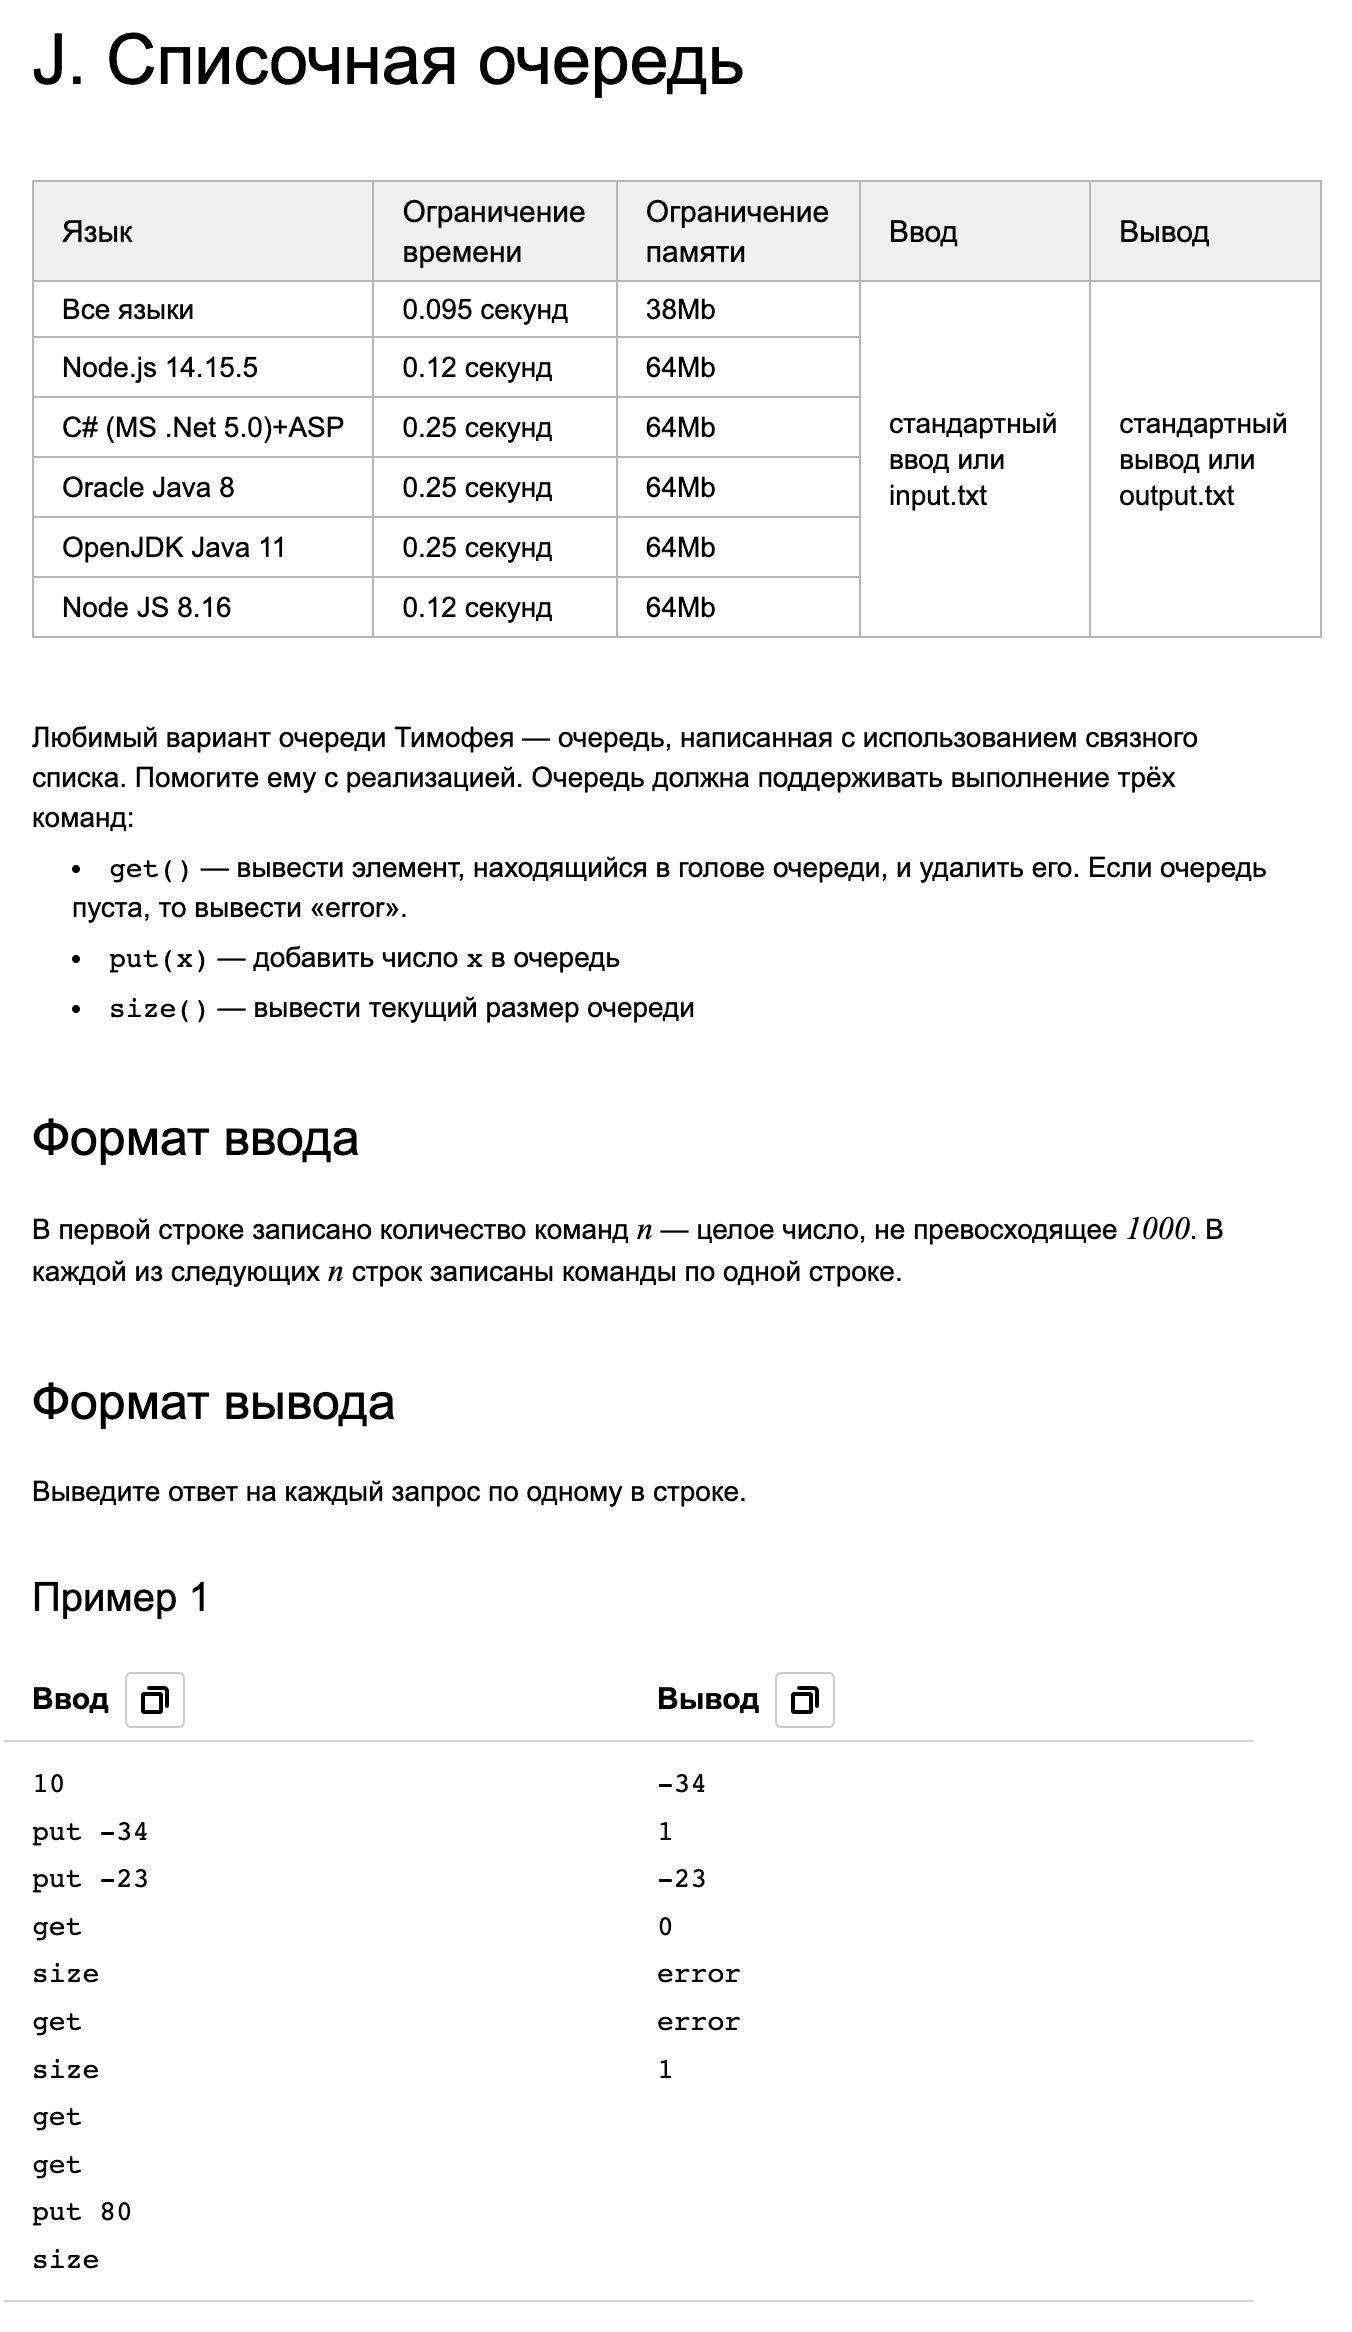 J. Списочная очередь
Язык
Ограничение времени
Ограничение памяти
Ввод
Вывод
Все языки
0.095 секунд
38Mb
Node.js 14.15.5
0.12 секунд
64Mb
C# (MS .Net 5.0)+ASP
0.25 секунд
64Mb
Oracle Java 8
0.25 секунд
64Mb
OpenJDK Java 11
0.25 секунд
64Mb
Node JS 8.16
0.12 секунд
64Mb
стандартный
ввод или
input.txt
стандартный
вывод или
output.txt
Любимый вариант очереди Тимофея — очередь, написанная с использованием связного
списка. Помогите ему с реализацией. Очередь должна поддерживать выполнение трёх
команд:
• get() — вывести элемент, находящийся в голове очереди, и удалить его. Если очередь
пуста, то вывести «error».
• put(x) — добавить число x в очередь
• size() — вывести текущий размер очереди
Формат ввода
В первой строке записано количество команд n — целое число, не превосходящее 1000. В
каждой из следующих n строк записаны команды по одной строке.
Формат вывода
Выведите ответ на каждый запрос по одному в строке.
Пример 1
Ввод
Вывод
10
put -34
put -23
get
size
get
size
get
get
put 80
size
-34
1
-23
0
error
error
1